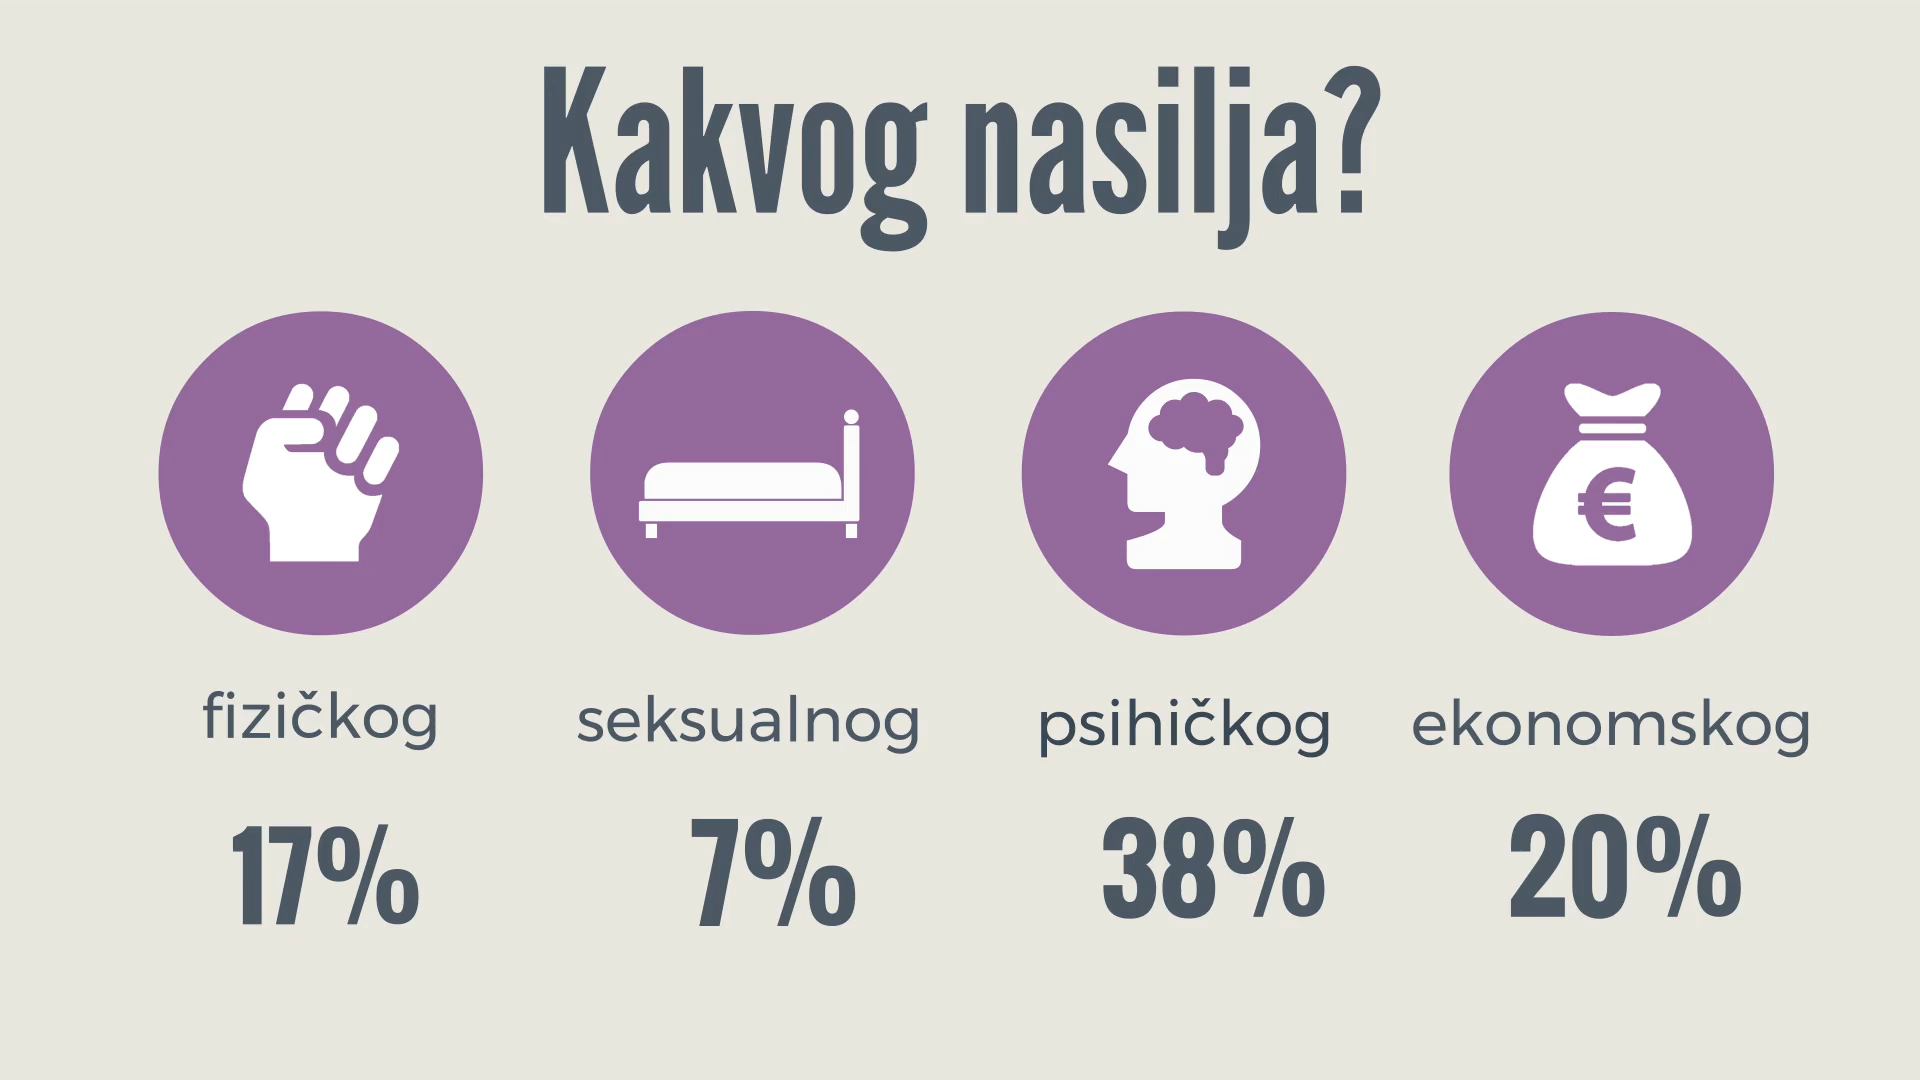 Kakvog nasilja?
€
fizičkog seksualnog psihičkog ekonomskog
17% 7% 38% 20%